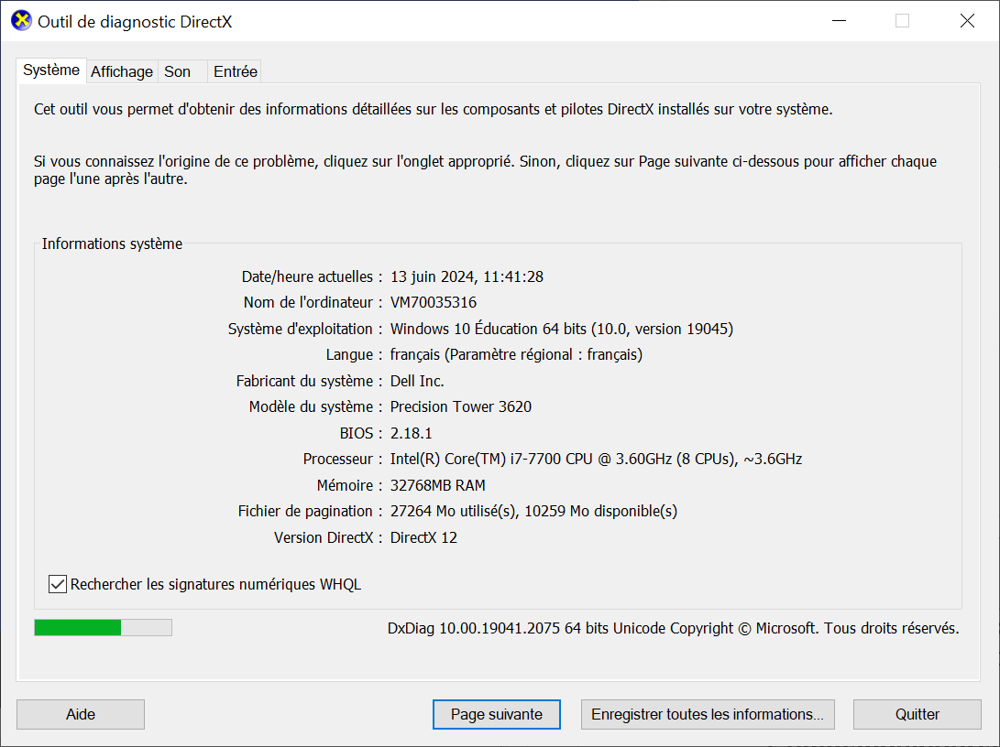 Outil de diagnostic DirectX
Système Affichage Son Entrée
Cet outil vous permet d'obtenir des informations détaillées sur les composants et pilotes DirectX installés sur votre système.
Si vous connaissez l'origine de ce problème, cliquez sur l'onglet approprié. Sinon, cliquez sur Page suivante ci-dessous pour afficher chaque
page l'une après l'autre.
Informations système
Date/heure actuelles : 13 juin 2024, 11:41:28
Nom de l'ordinateur : VM70035316
Système d'exploitation : Windows 10 Éducation 64 bits (10.0, version 19045)
Langue : français (Paramètre régional : français)
Fabricant du système : Dell Inc.
Modèle du système : Precision Tower 3620
BIOS : 2.18.1
Processeur : Intel(R) Core(TM) i7-7700 CPU @ 3.60GHz (8 CPUs), ~3.6GHz
Mémoire : 32768MB RAM
Fichier de pagination : 27264 Mo utilisé(s), 10259 Mo disponible(s)
Version DirectX : DirectX 12
Rechercher les signatures numériques WHQL
DxDiag 10.00.19041.2075 64 bits Unicode Copyright © Microsoft. Tous droits réservés.
Aide Page suivante Enregistrer toutes les informations... Quitter